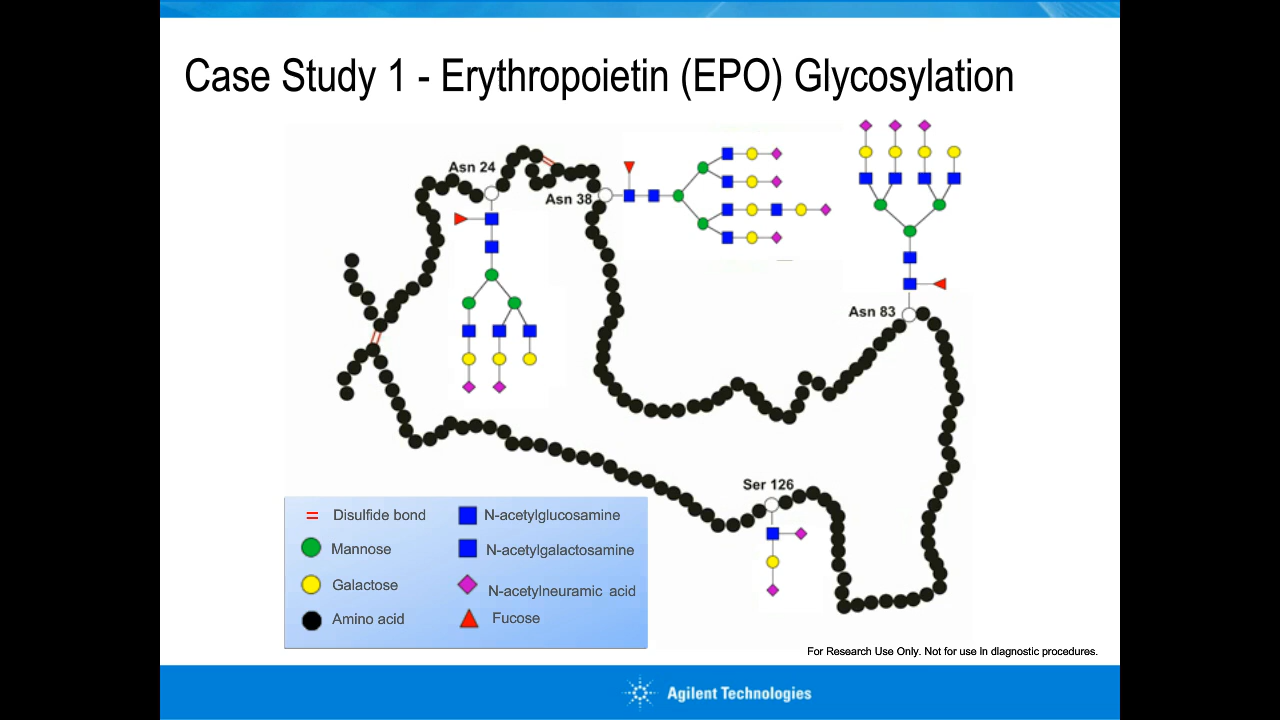 Case Study 1 - Erythropoietin (EPO) Glycosylation
Asn 24
Asn 38
Asn 83
Ser 126
Disulfide bond
N-acetylglucosamine
Mannose
N-acetylgalactosamine
Galactose
N-acetylneuramic acid
Amino acid
Fucose
For Research Use Only. Not for use in diagnostic procedures.
Agilent Technologies